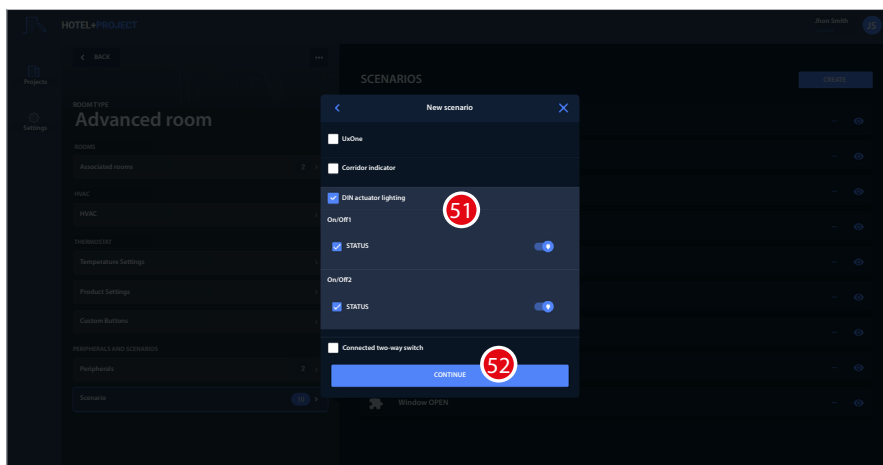 HOTEL+PROJECT
Jhon Smith
JS
BACK
Projects
Settings
ROOM TYPE
Advanced room
ROOMS
Associated rooms 2
HVAC
HVAC
THERMOSTAT
Temperature Settings
Product Settings
Custom Buttons
PERIPHERALS AND SCENARIOS
Peripherals 2
Scenario 10
SCENARIOS
CREATE
New scenario
UxOne
Corridor indicator
DIN actuator lighting
51
On/Off1
STATUS
On/Off2
STATUS
Connected two-way switch
52
CONTINUE
Window OPEN